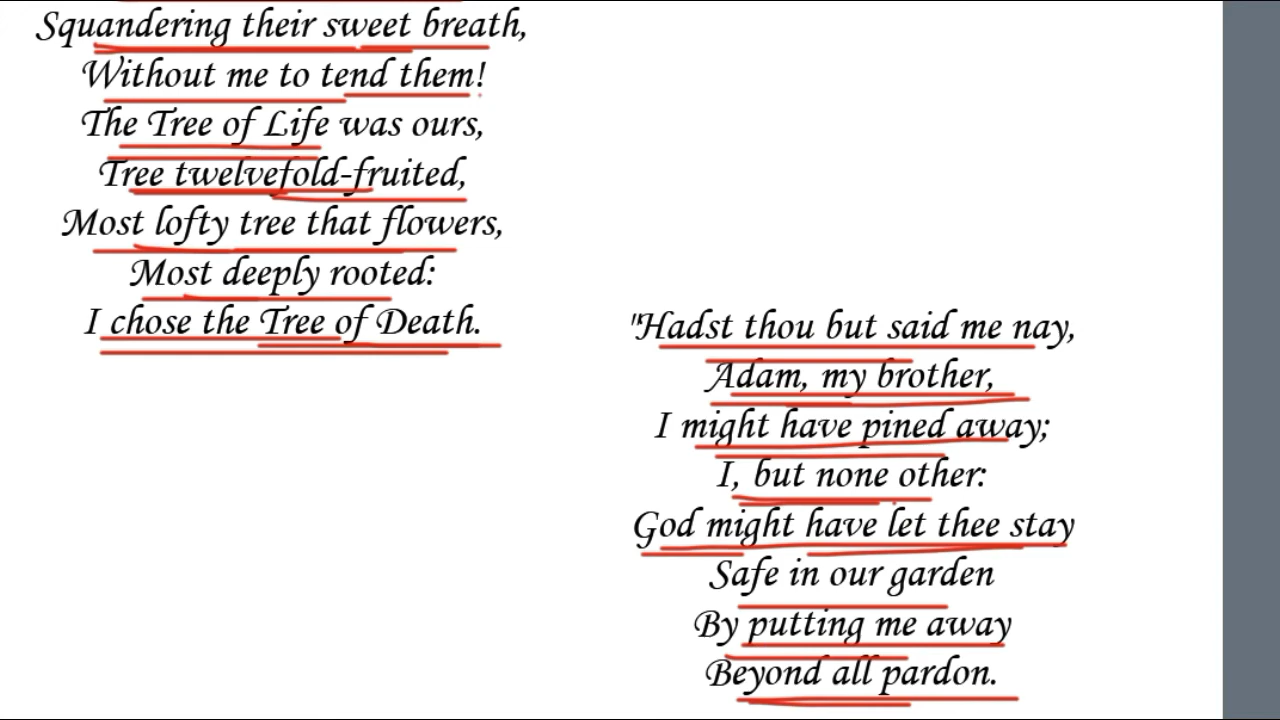 Squandering their sweet breath,
Without me to tend them!
The Tree of Life was ours,
Tree twelvefold-fruited,
Most lofty tree that flowers,
Most deeply rooted:
I chose the Tree of Death.
"Hadst thou but said me nay,
Adam, my brother,
I might have pined away;
I, but none other:
God might have let thee stay
Safe in our garden
By putting me away
Beyond all pardon.